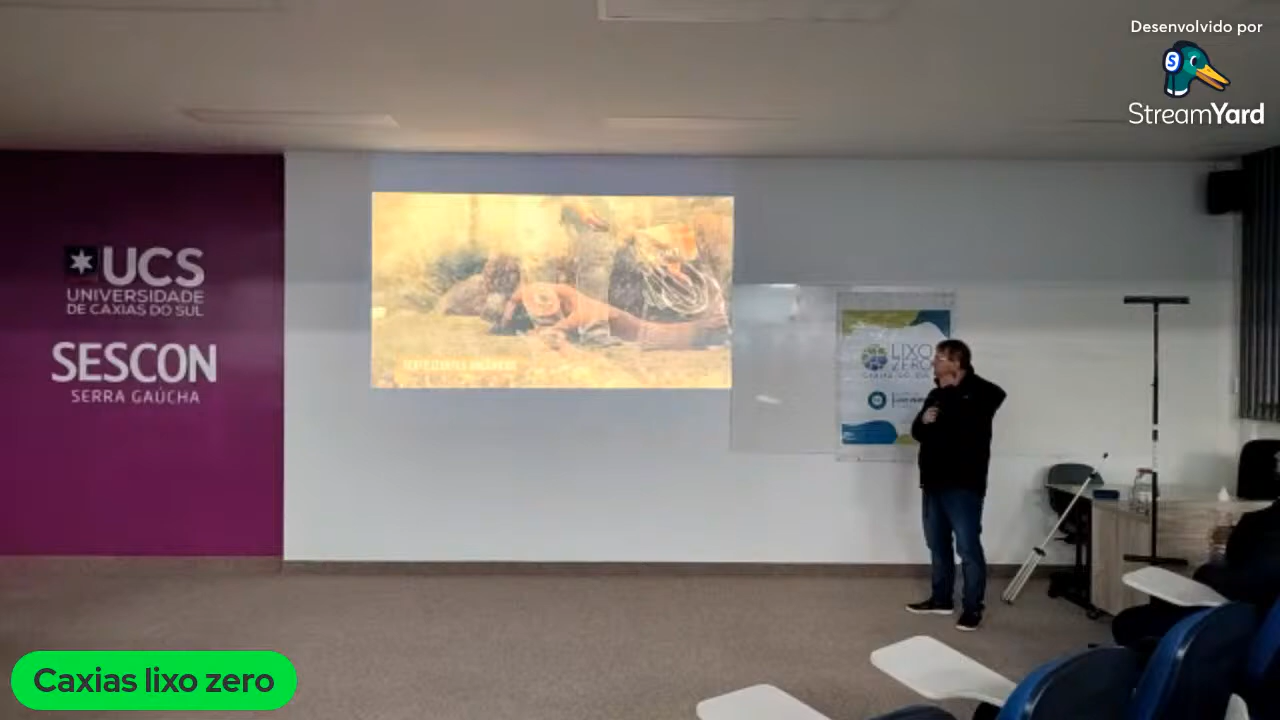 Desenvolvido por
StreamYard
UCS
UNIVERSIDADE
DE CAXIAS DO SUL
SESCON
SERRA GAÚCHA
LIXO
ZERO
Caxias lixo zero